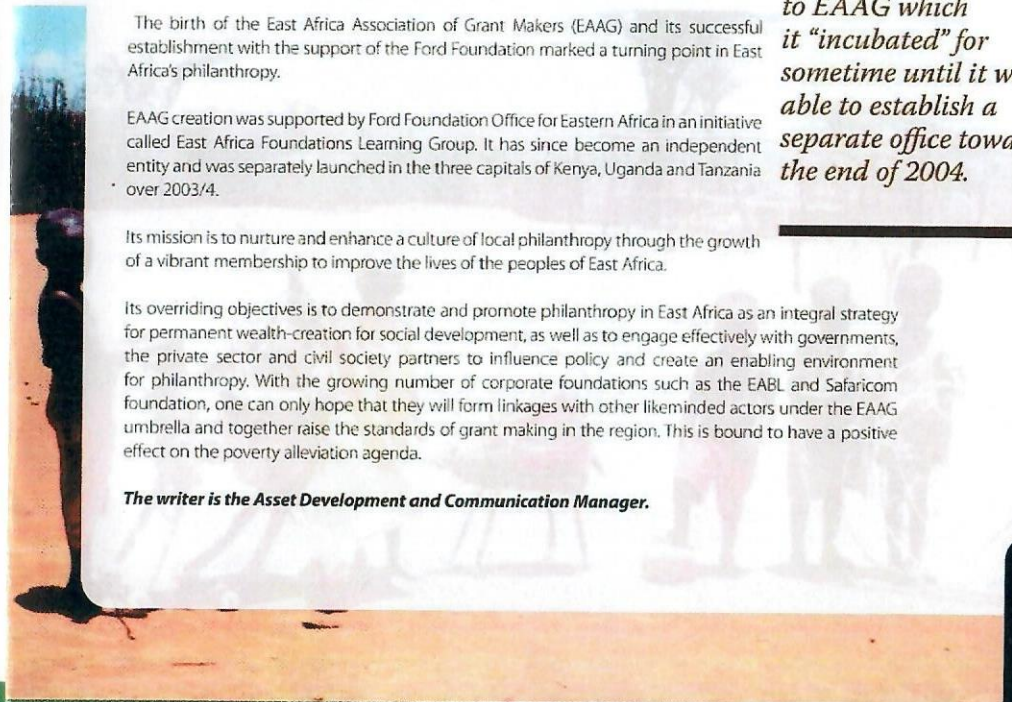 The birth of the East Africa Association of Grant Makers (EAAG) and its successful
establishment with the support of the Ford Foundation marked a turning point in East
Africa's philanthropy.
EAAG creation was supported by Ford Foundation Office for Eastern Africa in an initiative
called East Africa Foundations Learning Group. It has since become an independent
entity and was separately launched in the three capitals of Kenya, Uganda and Tanzania
over 2003/4.
Its mission is to nurture and enhance a culture of local philanthropy through the growth
of a vibrant membership to improve the lives of the peoples of East Africa.
Its overriding objectives is to demonstrate and promote philanthropy in East Africa as an integral strategy
for permanent wealth-creation for social development, as well as to engage effectively with governments,
the private sector and civil society partners to influence policy and create an enabling environment
for philanthropy. With the growing number of corporate foundations such as the EABL and Safaricom
foundation, one can only hope that they will form linkages with other likeminded actors under the EAAG
umbrella and together raise the standards of grant making in the region. This is bound to have a positive
effect on the poverty alleviation agenda.
The writer is the Asset Development and Communication Manager.
to EAAG which
it "incubated" for
sometime until it
able to establish a
separate office
the end of 2004.